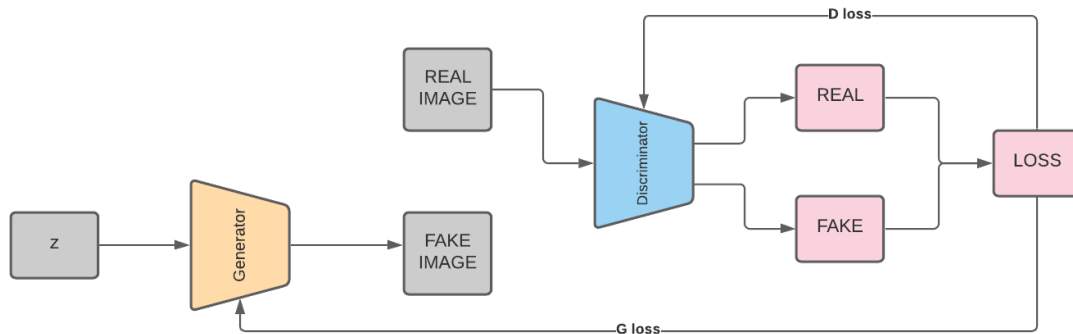 D loss
REAL
IMAGE
REAL
Discriminator
LOSS
z
Generator
FAKE
IMAGE
FAKE
G loss